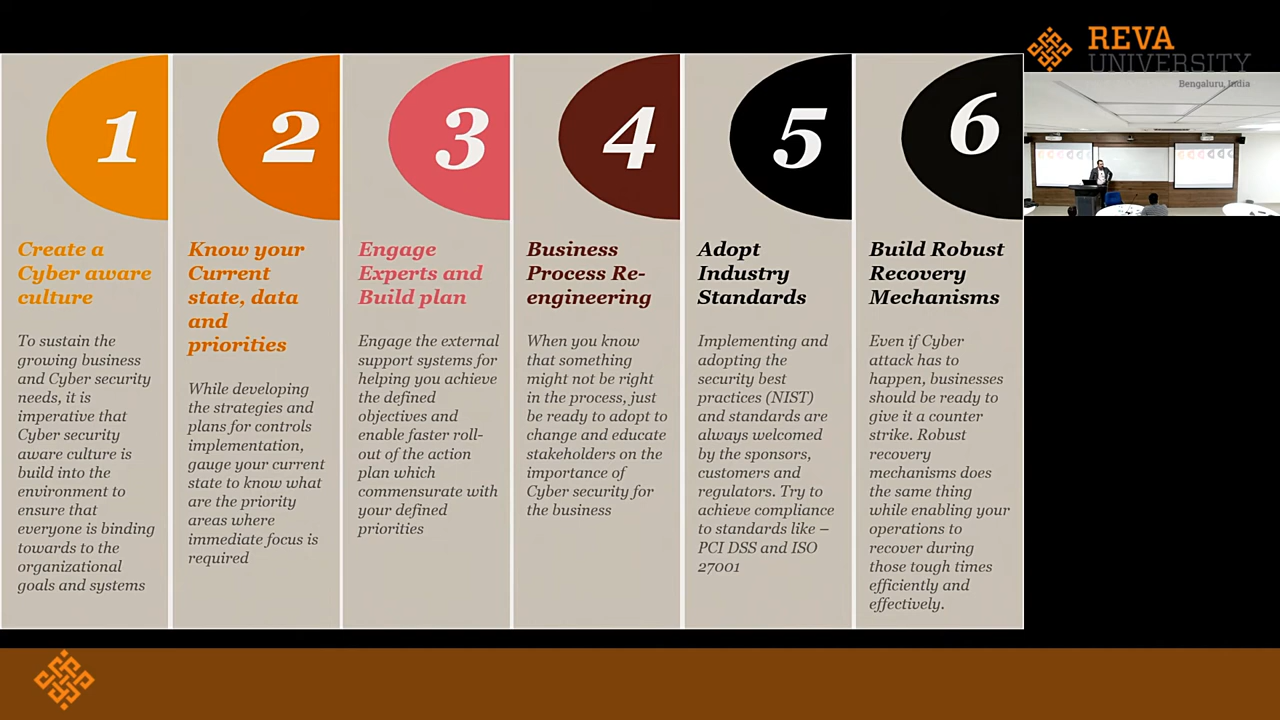 REVA
UNIVERSITY
Bengaluru, India
1
Create a
Cyber aware
culture
To sustain the
growing business
and Cyber security
needs, it is
imperative that
Cyber security
aware culture is
build into the
environment to
ensure that
everyone is binding
towards to the
organizational
goals and systems
2
Know your
Current
state, data
and
priorities
While developing
the strategies and
plans for controls
implementation,
gauge your current
state to know what
are the priority
areas where
immediate focus is
required
3
Engage
Experts and
Build plan
Engage the external
support systems for
helping you achieve
the defined
objectives and
enable faster roll-
out of the action
plan which
commensurate with
your defined
priorities
4
Business
Process Re-
engineering
When you know
that something
might not be right
in the process, just
be ready to adopt to
change and educate
stakeholders on the
importance of
Cyber security for
the business
5
Adopt
Industry
Standards
Implementing and
adopting the
security best
practices (NIST)
and standards are
always welcomed
by the sponsors,
customers and
regulators. Try to
achieve compliance
to standards like –
PCI DSS and ISO
27001
6
Build Robust
Recovery
Mechanisms
Even if Cyber
attack has to
happen, businesses
should be ready to
give it a counter
strike. Robust
recovery
mechanisms does
the same thing
while enabling your
operations to
recover during
those tough times
efficiently and
effectively.